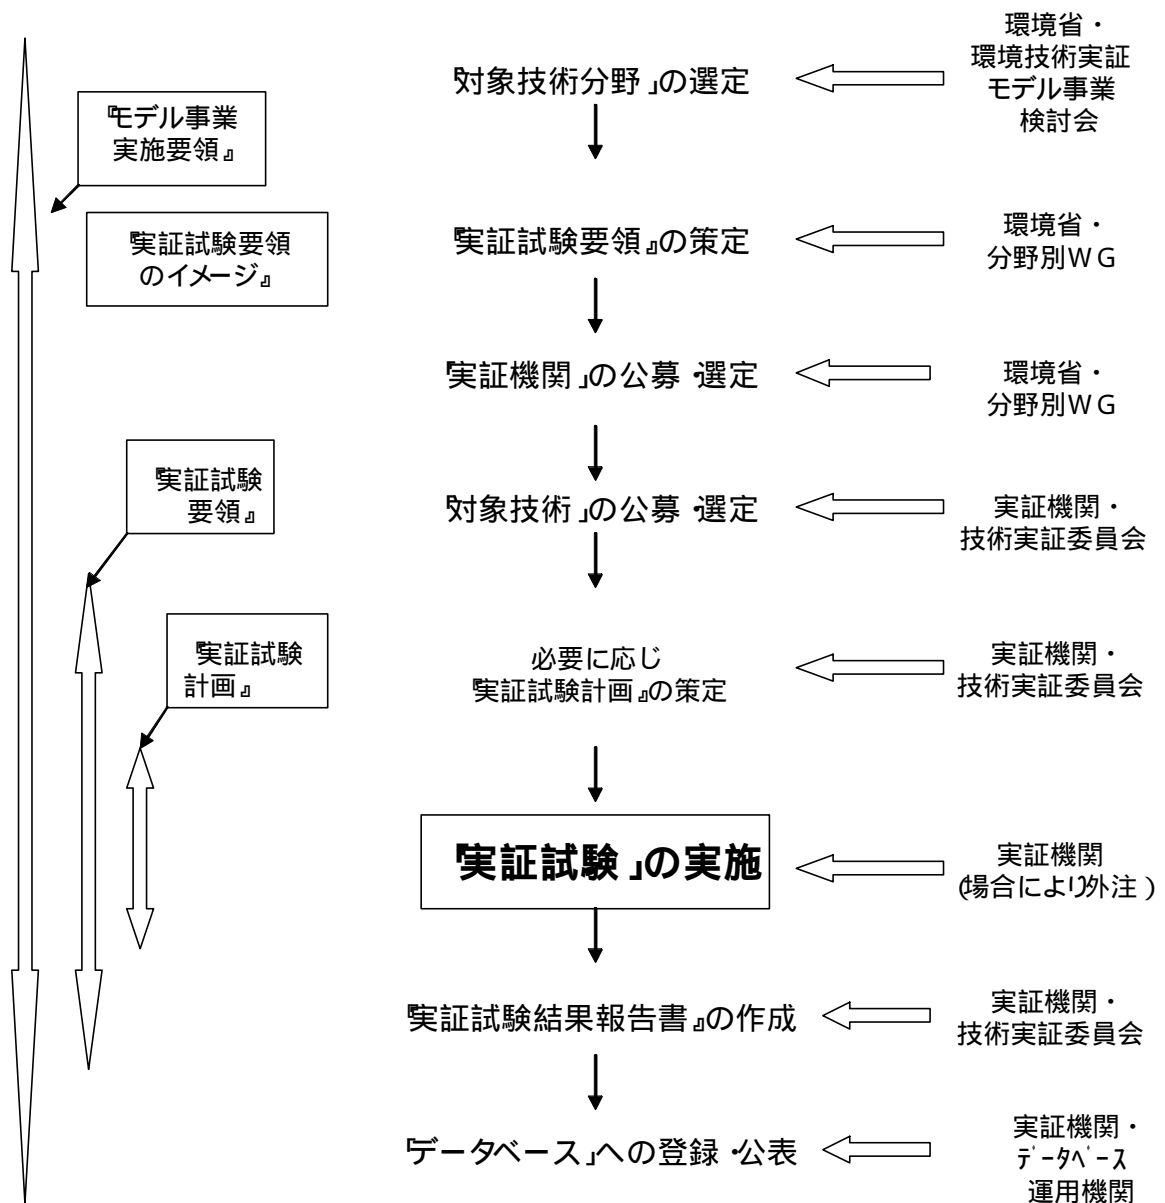 環境省・
環境技術実証
モデル事業
検討会
「対象技術分野」の選定
『モデル事業
実施要領』
『実証試験要領
のイメージ』
『実証試験要領』の策定
環境省・
分野別WG
「実証機関」の公募・選定
環境省・
分野別WG
『実証試験
要領』
「対象技術」の公募・選定
実証機関・
技術実証委員会
『実証試験
計画』
必要に応じ
『実証試験計画』の策定
実証機関・
技術実証委員会
「実証試験」の実施
実証機関
(場合により外注)
『実証試験結果報告書』の作成
実証機関・
技術実証委員会
「データベース」への登録・公表
実証機関・
データベース
運用機関